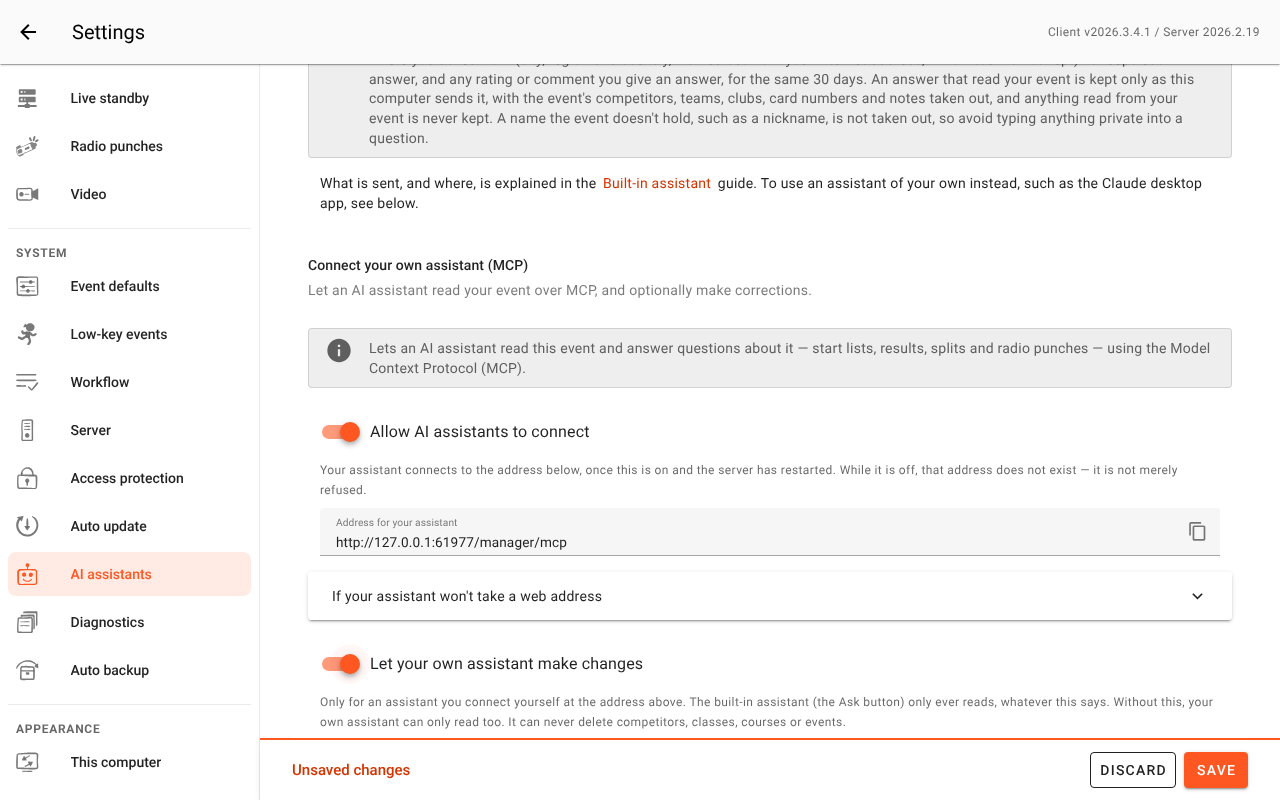 Settings
Client v2026.3.4.1 / Server 2026.2.19
Live standby
Radio punches
Video
SYSTEM
Event defaults
Low-key events
Workflow
Server
Access protection
Auto update
AI assistants
Diagnostics
Auto backup
APPEARANCE
This computer
answer, and any rating or comment you give an answer, for the same 30 days. An answer that read your event is kept only as this
computer sends it, with the event's competitors, teams, clubs, card numbers and notes taken out, and anything read from your
event is never kept. A name the event doesn't hold, such as a nickname, is not taken out, so avoid typing anything private into a
question.
What is sent, and where, is explained in the Built-in assistant guide. To use an assistant of your own instead, such as the Claude desktop
app, see below.
Connect your own assistant (MCP)
Let an AI assistant read your event over MCP, and optionally make corrections.
Lets an AI assistant read this event and answer questions about it — start lists, results, splits and radio punches — using the Model
Context Protocol (MCP).
Allow AI assistants to connect
Your assistant connects to the address below, once this is on and the server has restarted. While it is off, that address does not exist — it is not merely
refused.
Address for your assistant
http://127.0.0.1:61977/manager/mcp
If your assistant won't take a web address
Let your own assistant make changes
Only for an assistant you connect yourself at the address above. The built-in assistant (the Ask button) only ever reads, whatever this says. Without this, your
own assistant can only read too. It can never delete competitors, classes, courses or events.
Unsaved changes
DISCARD
SAVE